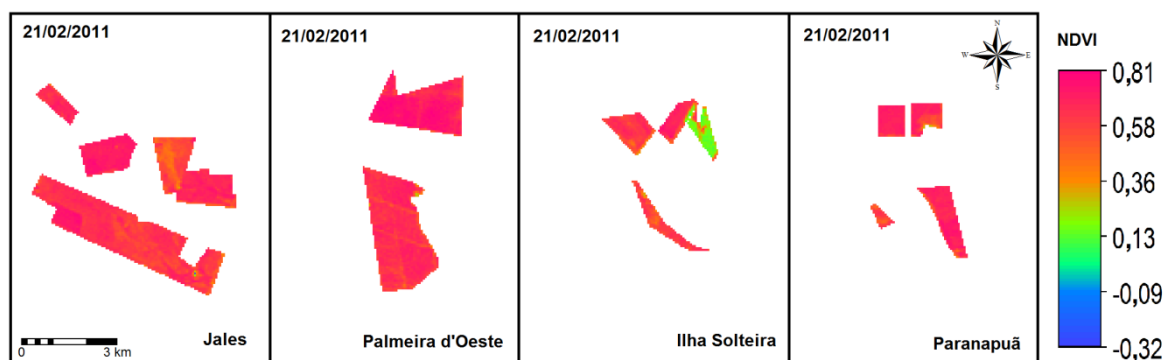 21/02/2011
Jales
0 3 km
21/02/2011
Palmeira d'Oeste
21/02/2011
Ilha Solteira
21/02/2011
N
W E
S
Paranapuã
NDVI
0,81
0,58
0,36
0,13
-0,09
-0,32